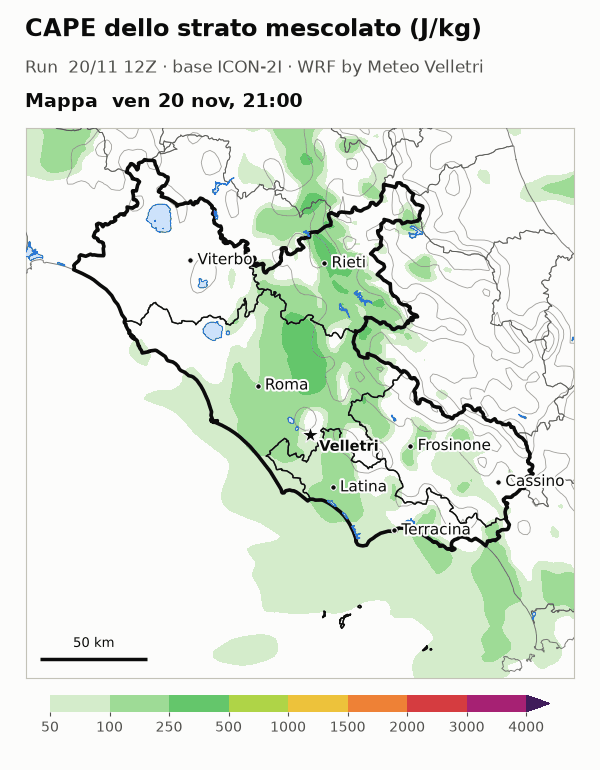 CAPE dello strato mescolato (J/kg)
Run  20/11 12Z · base ICON-2I · WRF by Meteo Velletri
Mappa  ven 20 nov, 21:00
Viterbo
Rieti
Roma
Velletri
Frosinone
Cassino
Latina
Terracina
50 km
50 100 250 500 1000 1500 2000 3000 4000